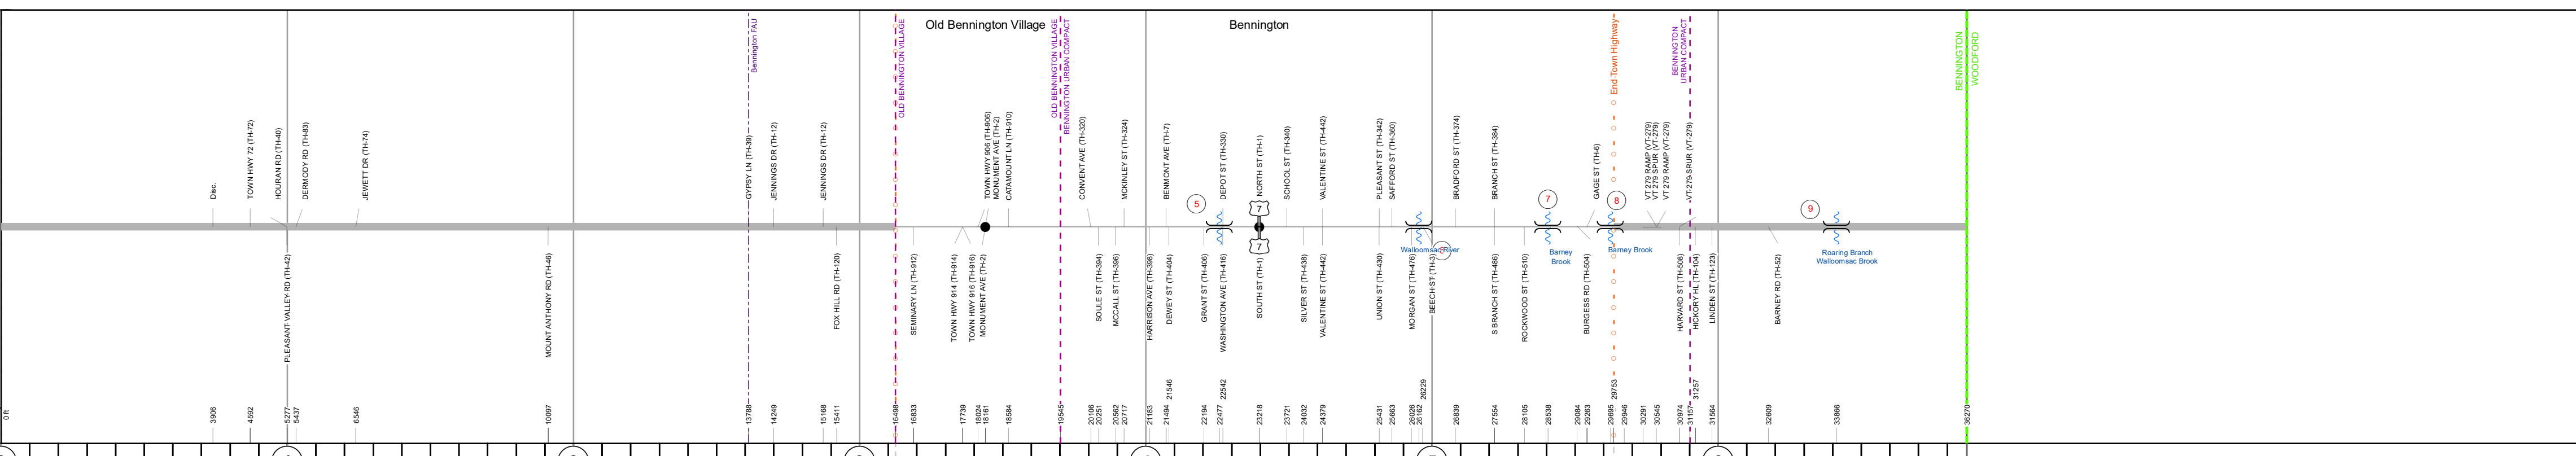 Old Bennington Village
Bennington
Bennington FAU
OLD BENNINGTON VILLAGE
OLD BENNINGTON VILLAGE
BENNINGTON URBAN COMPACT
End Town Highway
BENNINGTON
URBAN COMPACT
BENNINGTON
WOODFORD
Disc.
TOWN HWY 72 (TH-72)
HOURAN RD (TH-40)
DERMODY RD (TH-83)
JEWETT DR (TH-74)
GYPSY LN (TH-39)
JENNINGS DR (TH-12)
JENNINGS DR (TH-12)
TOWN HWY 906 (TH-906)
MONUMENT AVE (TH-2)
CATAMOUNT LN (TH-910)
CONVENT AVE (TH-320)
MCKINLEY ST (TH-324)
BENMONT AVE (TH-7)
DEPOT ST (TH-330)
NORTH ST (TH-1)
SCHOOL ST (TH-340)
VALENTINE ST (TH-442)
PLEASANT ST (TH-342)
SAFFORD ST (TH-360)
BRADFORD ST (TH-374)
BRANCH ST (TH-384)
GAGE ST (TH-6)
VT 279 RAMP (VT-279)
VT 279 SPUR (VT-279)
VT 279 RAMP (VT-279)
VT-279-SPUR (VT-279)
5
7
7
7
8
9
Walloomsac River
Barney
Brook
Barney Brook
Roaring Branch
Walloomsac Brook
PLEASANT VALLEY RD (TH-42)
MOUNT ANTHONY RD (TH-46)
FOX HILL RD (TH-120)
SEMINARY LN (TH-912)
TOWN HWY 914 (TH-914)
TOWN HWY 916 (TH-916)
MONUMENT AVE (TH-2)
SOULE ST (TH-394)
MCCALL ST (TH-396)
HARRISON AVE (TH-398)
DEWEY ST (TH-404)
GRANT ST (TH-406)
WASHINGTON AVE (TH-416)
SOUTH ST (TH-1)
SILVER ST (TH-438)
VALENTINE ST (TH-442)
UNION ST (TH-430)
MORGAN ST (TH-476)
BEECH ST (TH-3)
S BRANCH ST (TH-486)
ROCKWOOD ST (TH-510)
BURGESS RD (TH-504)
HARVARD ST (TH-508)
HICKORY HL (TH-104)
LINDEN ST (TH-123)
BARNEY RD (TH-52)
0 ft
3906
4592
5277
5437
6546
10097
13788
14249
15168
15411
16498
16833
17739
18024
18161
18584
19545
20106
20251
20562
20717
21183
21494
21546
22194
22477
22542
23218
23721
24032
24379
25431
25663
26026
26162
26229
26839
27554
28105
28538
29084
29263
29695
29753
29946
30291
30545
30974
31157
31257
31564
32609
33866
36270